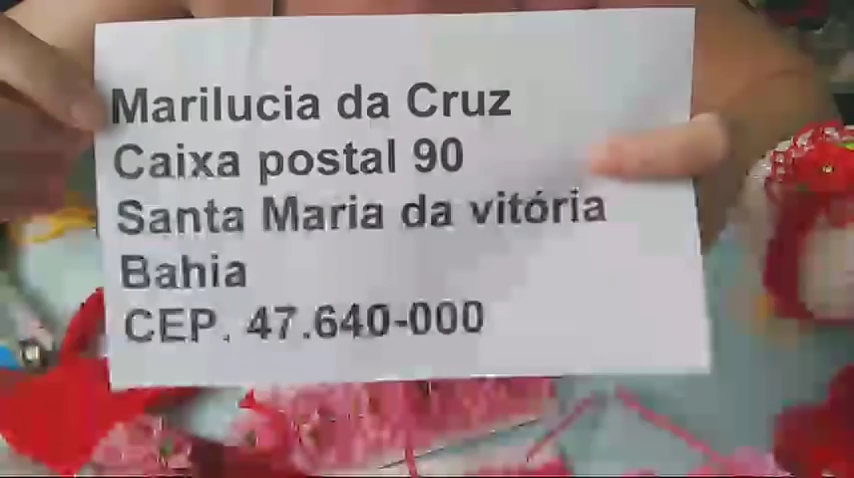 Marilucia da Cruz
Caixa postal 90
Santa Maria da vitória
Bahia
CEP. 47.640-000